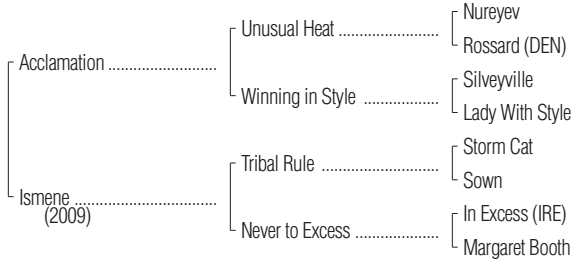 Nureyev
Unusual Heat ....................
Rossard (DEN)
Acclamation .....................
Silveyville
Winning in Style ...............
Lady With Style
Storm Cat
Tribal Rule .......................
Sown
Ismene ...........................
(2009)
In Excess (IRE)
Never to Excess .................
Margaret Booth